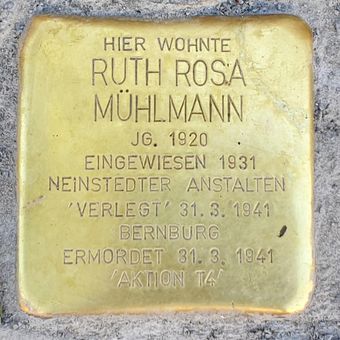 HIER WOHNTE
RUTH ROSA
MÜHLMANN
JG. 1920
EINGEWIESEN 1931
NEINSTEDTER ANSTALTEN
'VERLEGT' 31. 3. 1941
BERNBURG
ERMORDET 31. 3. 1941
'AKTION T4'